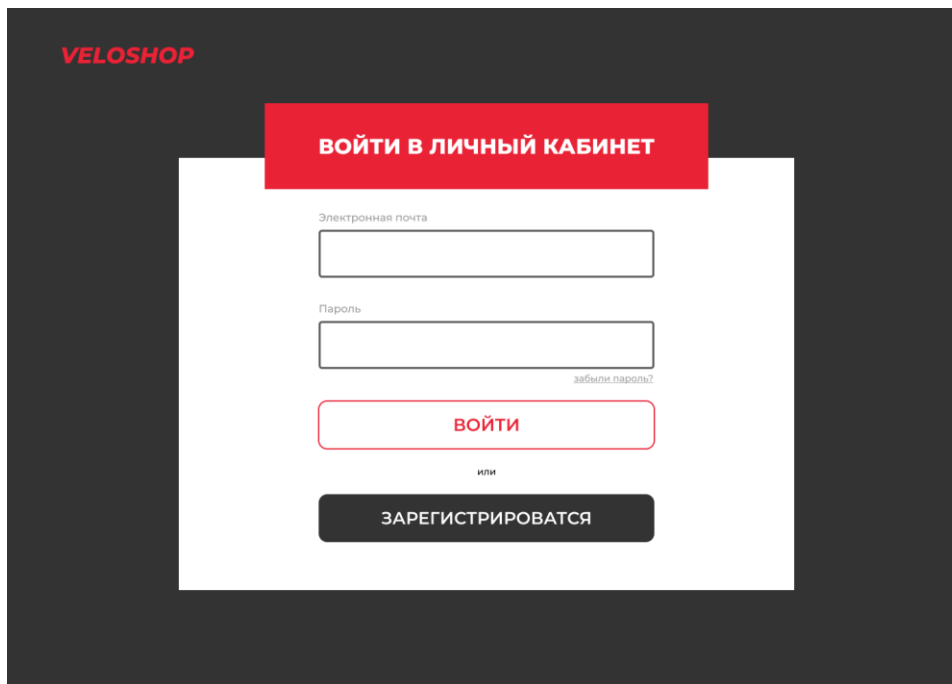 VELOSHOP
ВОЙТИ В ЛИЧНЫЙ КАБИНЕТ
Электронная почта
Пароль
забыли пароль?
ВОЙТИ
или
ЗАРЕГИСТРИРОВАТСЯ